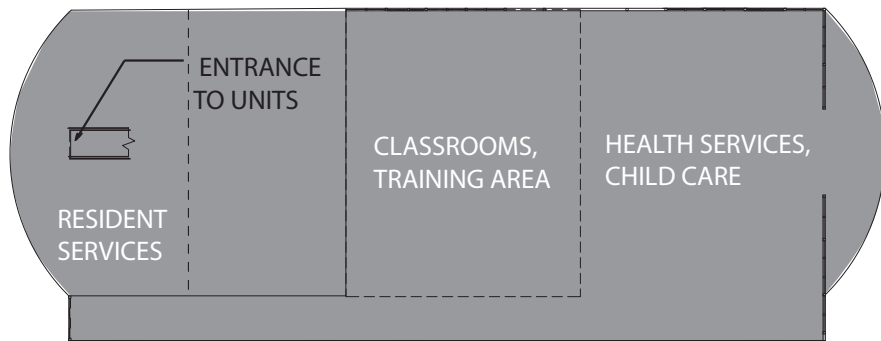 ENTRANCE
TO UNITS
CLASSROOMS,
TRAINING AREA
HEALTH SERVICES,
CHILD CARE
RESIDENT
SERVICES